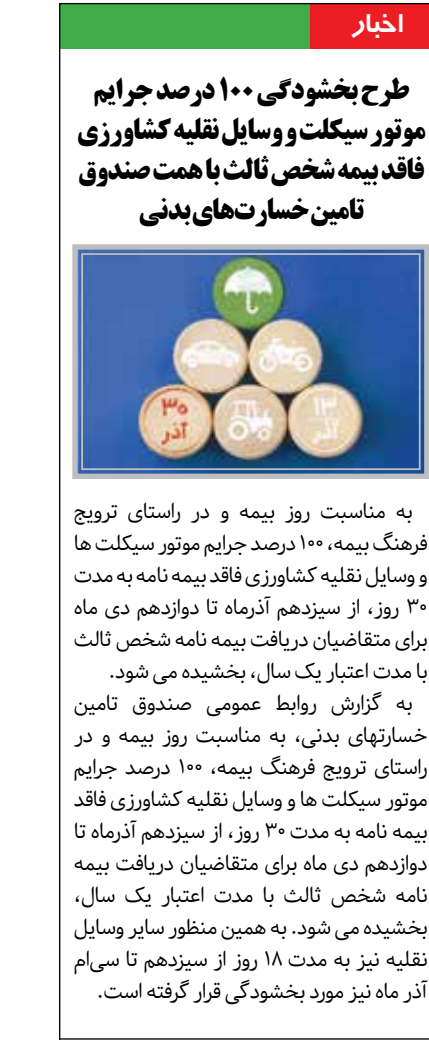 اخبار
طرح بخشودگی ۱۰۰ درصد جرایم
موتور سیکلت و وسایل نقلیه کشاورزی
فاقد بیمه شخص ثالث با همت صندوق
تامین خسارت‌های بدنی
۱۳
آذر
۳۰
آذر
به مناسبت روز بیمه و در راستای ترویج
فرهنگ بیمه، ۱۰۰ درصد جرایم موتور سیکلت ها
و وسایل نقلیه کشاورزی فاقد بیمه نامه به مدت
۳۰ روز، از سیزدهم آذرماه تا دوازدهم دی ماه
برای متقاضیان دریافت بیمه نامه شخص ثالث
با مدت اعتبار یک سال، بخشیده می شود.
به گزارش روابط عمومی صندوق تامین
خسارتهای بدنی، به مناسبت روز بیمه و در
راستای ترویج فرهنگ بیمه، ۱۰۰ درصد جرایم
موتور سیکلت ها و وسایل نقلیه کشاورزی فاقد
بیمه نامه به مدت ۳۰ روز، از سیزدهم آذرماه تا
دوازدهم دی ماه برای متقاضیان دریافت بیمه
نامه شخص ثالث با مدت اعتبار یک سال،
بخشیده می شود. به همین منظور سایر وسایل
نقلیه نیز به مدت ۱۸ روز از سیزدهم تا سی‌ام
آذر ماه نیز مورد بخشودگی قرار گرفته است.